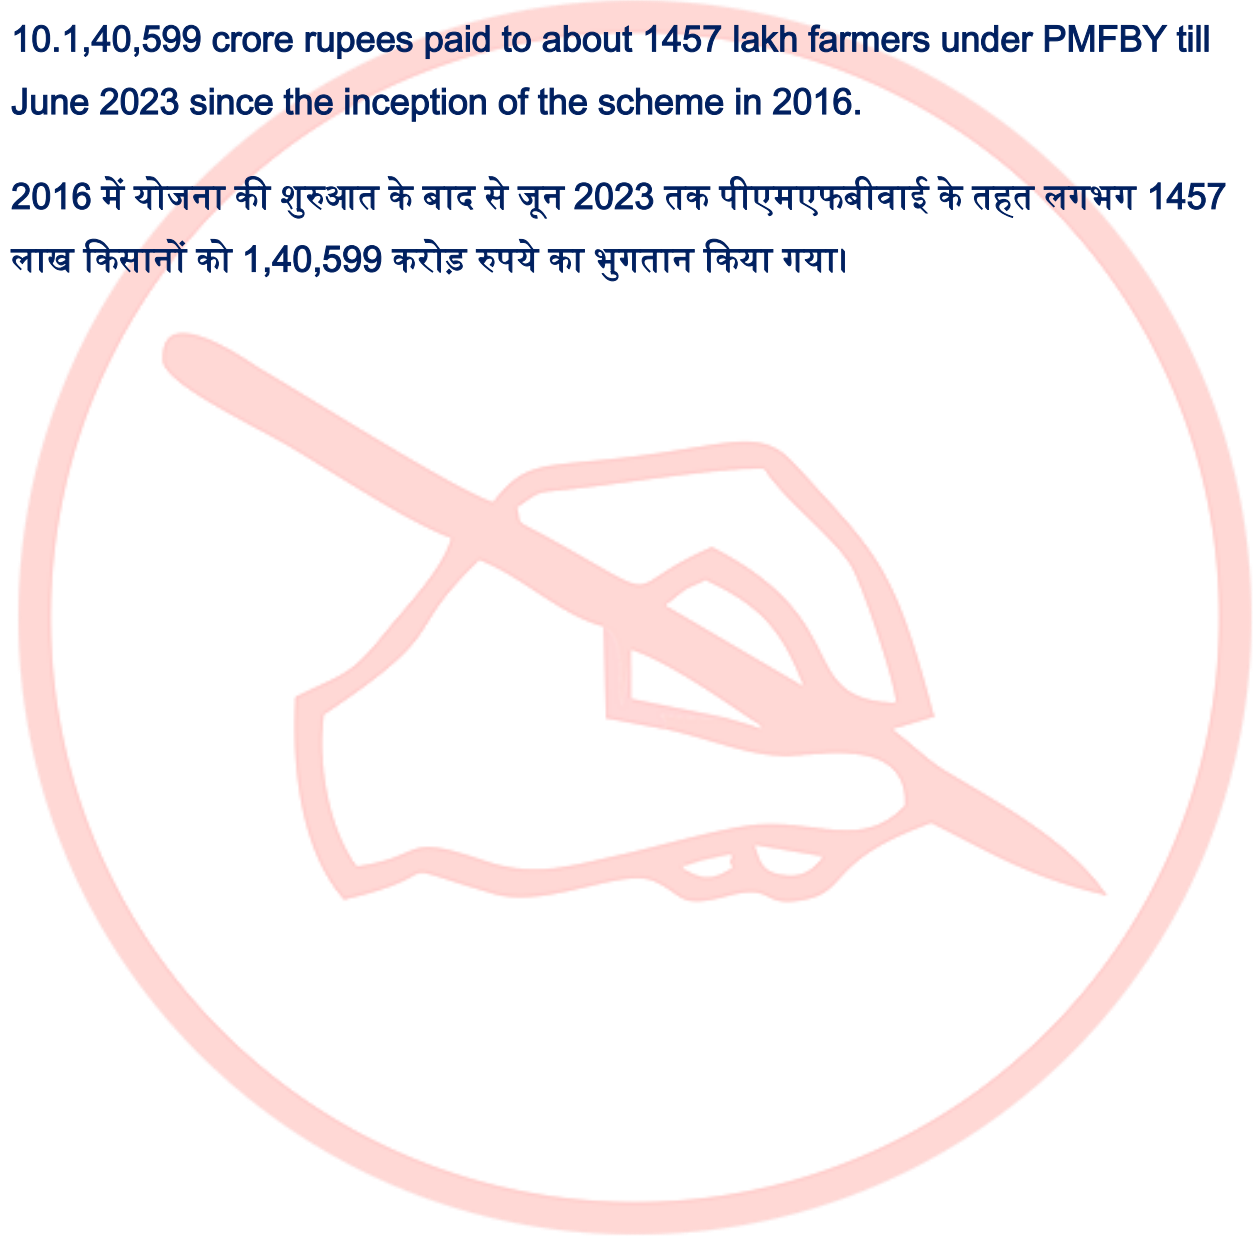 10.1,40,599 crore rupees paid to about 1457 lakh farmers under PMFBY till
June 2023 since the inception of the scheme in 2016.
2016 में योजना की शुरुआत के बाद से जून 2023 तक पीएमएफबीवाई के तहत लगभग 1457
लाख किसानों को 1,40,599 करोड़ रुपये का भुगतान किया गया।